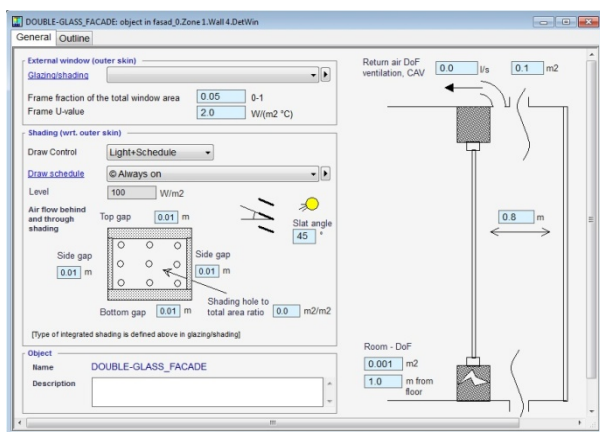 DOUBLE-GLASS_FACADE: object in fasad_0.Zone 1.Wall 4.DetWin
General Outline
External window (outer skin)
Glazing/shading
Frame fraction of the total window area 0.05 0-1
Frame U-value 2.0 W/(m2 °C)
Shading (wrt. outer skin)
Draw Control Light+Schedule
Draw schedule © Always on
Level 100 W/m2
Air flow behind
and through
shading
Top gap 0.01 m
Slat angle
45 °
Side gap
0.01 m
Side gap
0.01 m
Shading hole to
total area ratio 0.0 m2/m2
Bottom gap 0.01 m
[Type of integrated shading is defined above in glazing/shading]
Object
Name DOUBLE-GLASS_FACADE
Description
Return air DoF
ventilation, CAV 0.0 l/s 0.1 m2
0.8 m
Room - DoF
0.001 m2
1.0 m from
floor